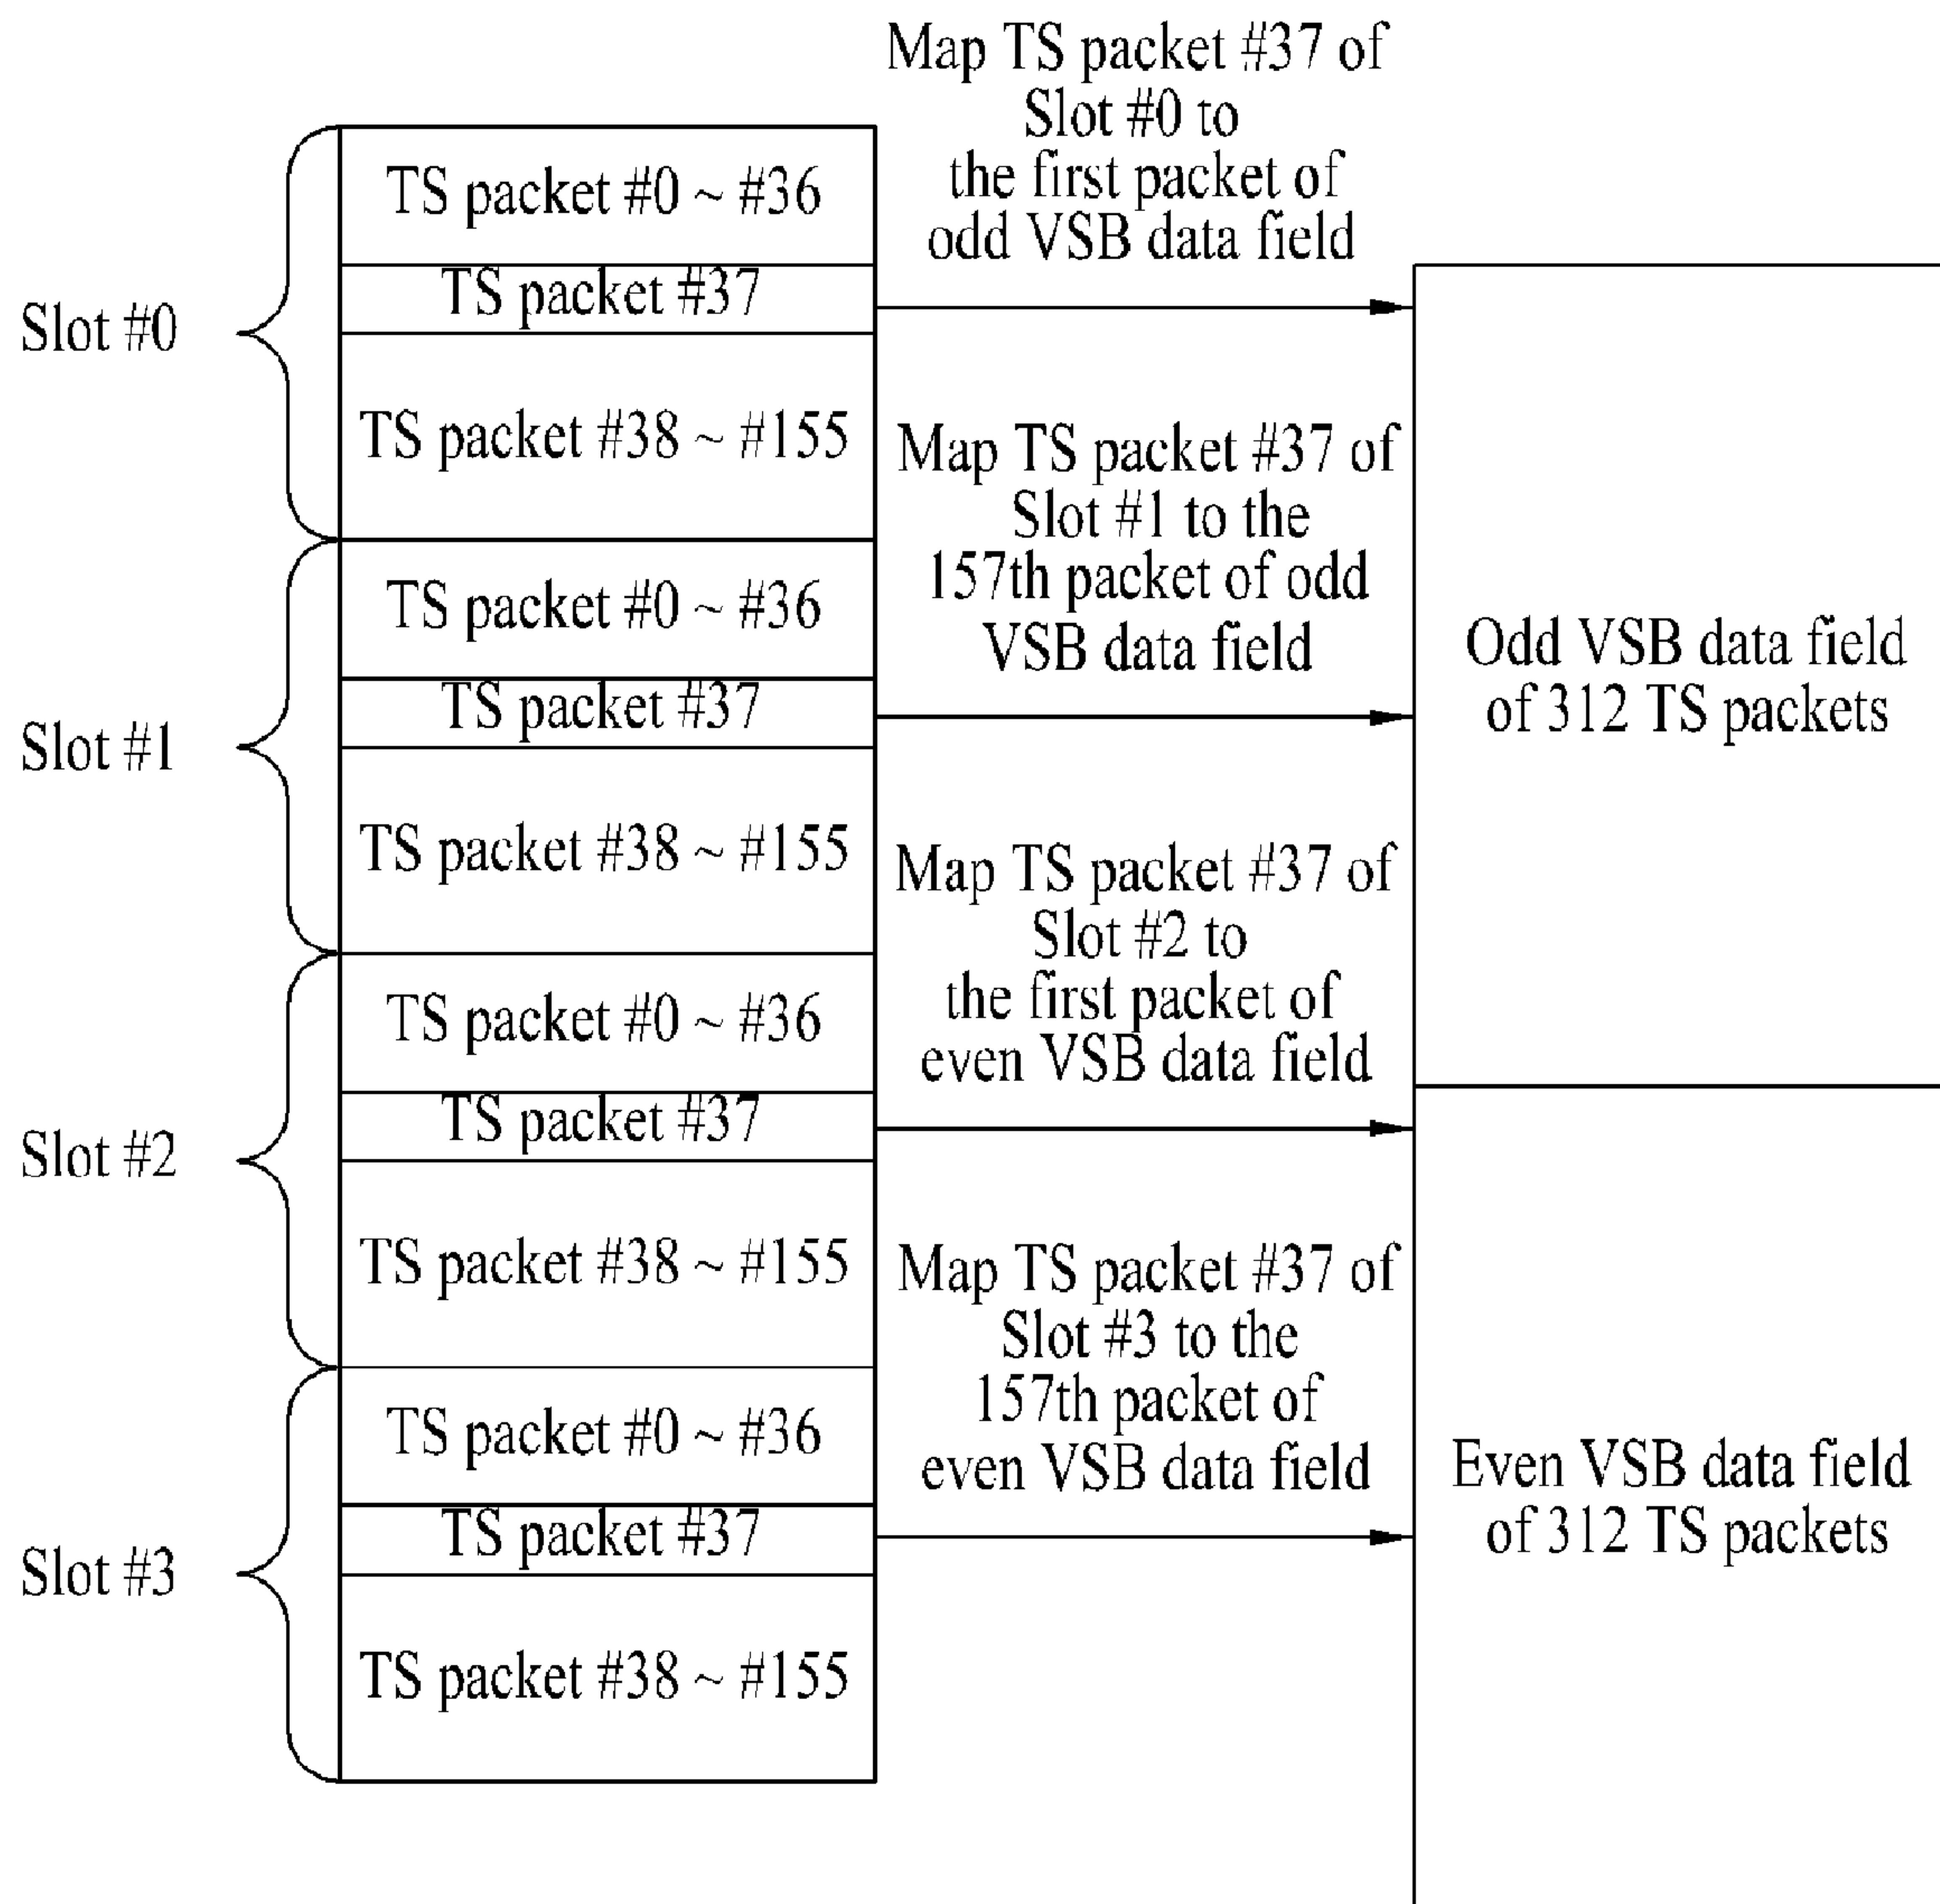 Map TS packet #37 of
Slot #0 to
the first packet of
odd VSB data field
TS packet #0 ~ #36
TS packet #37
Slot #0
TS packet #38 ~ #155
Map TS packet #37 of
Slot #1 to the
157th packet of odd
VSB data field
TS packet #0 ~ #36
TS packet #37
Slot #1
TS packet #38 ~ #155
Odd VSB data field
of 312 TS packets
Map TS packet #37 of
Slot #2 to
the first packet of
even VSB data field
TS packet #0 ~ #36
TS packet #37
Slot #2
TS packet #38 ~ #155
Map TS packet #37 of
Slot #3 to the
157th packet of
even VSB data field
TS packet #0 ~ #36
TS packet #37
Slot #3
TS packet #38 ~ #155
Even VSB data field
of 312 TS packets